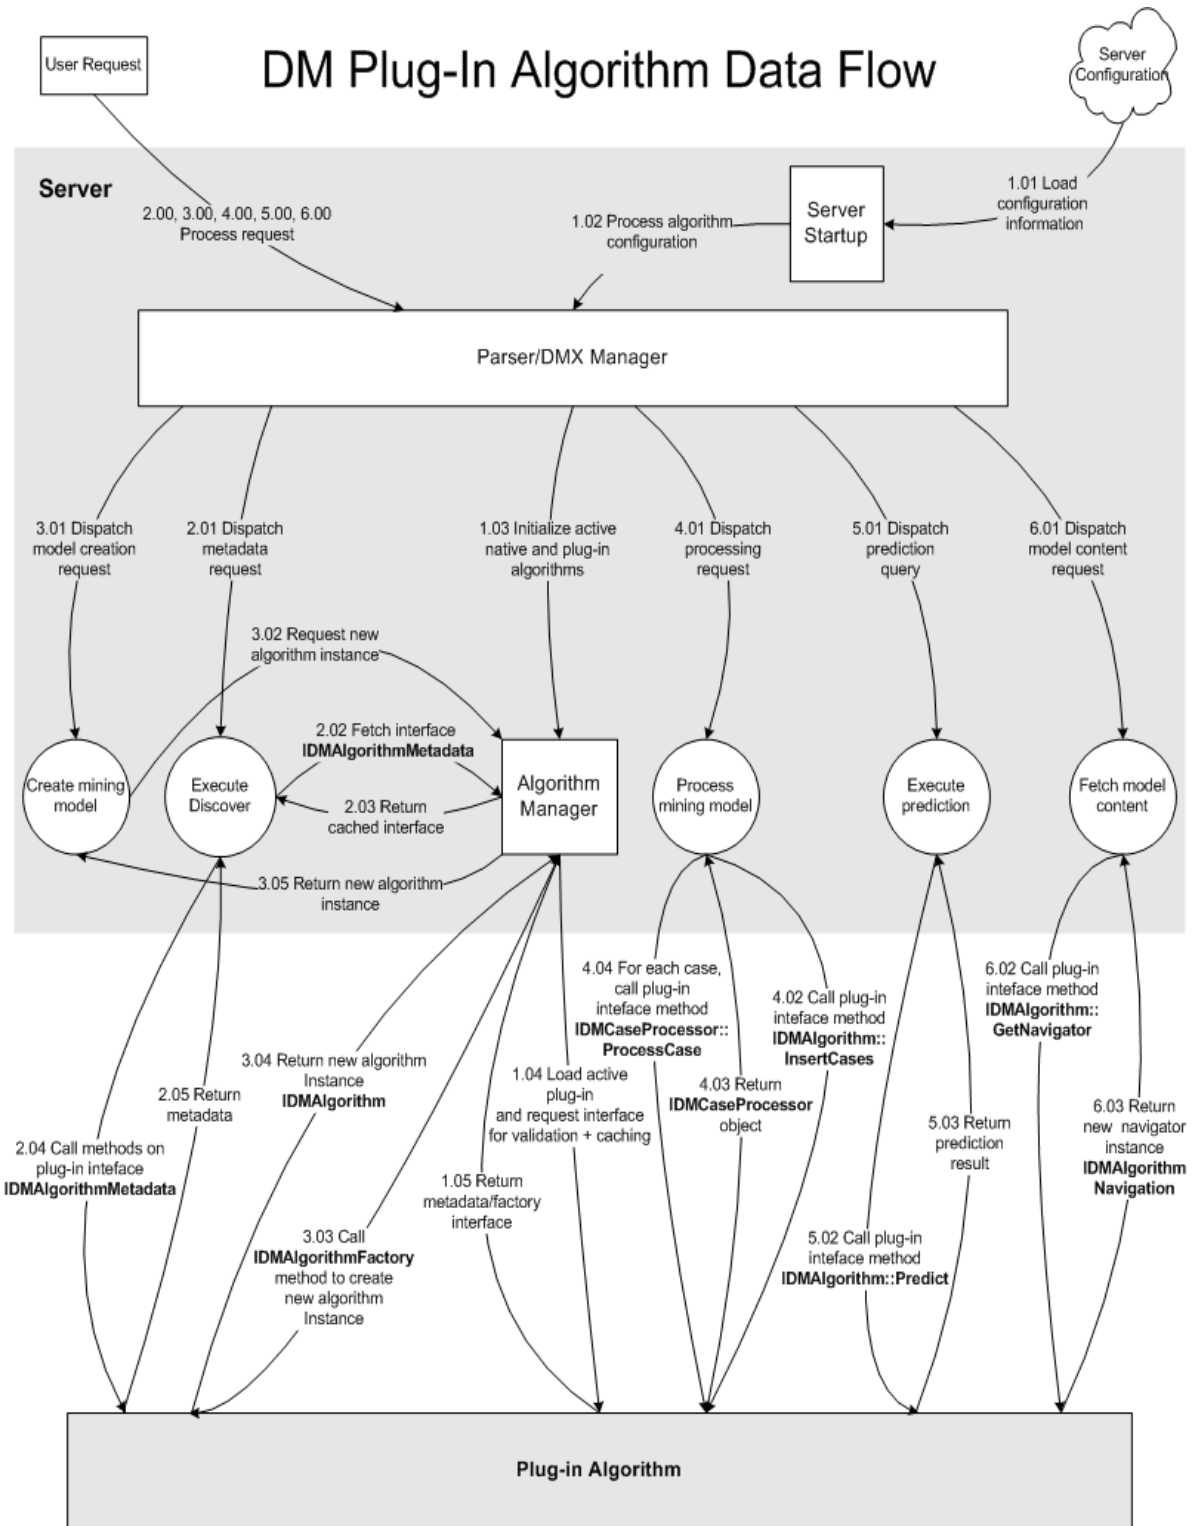 User Request
DM Plug-In Algorithm Data Flow
Server
Configuration
Server
1.01 Load
configuration
information
Server
Startup
1.02 Process algorithm
configuration
2.00, 3.00, 4.00, 5.00, 6.00
Process request
Parser/DMX Manager
3.01 Dispatch
model creation
request
2.01 Dispatch
metadata
request
1.03 Initialize active
native and plug-in
algorithms
4.01 Dispatch
processing
request
5.01 Dispatch
prediction
query
6.01 Dispatch
model content
request
3.02 Request new
algorithm instance
2.02 Fetch interface
IDMAlgorithmMetadata
Create mining
model
Execute
Discover
2.03 Return
cached interface
Algorithm
Manager
Process
mining model
Execute
prediction
Fetch model
content
3.05 Return new algorithm
instance
4.04 For each case,
call plug-in
inteface method
IDMCaseProcessor::
ProcessCase
4.02 Call plug-in
inteface method
IDMAlgorithm::
InsertCases
6.02 Call plug-in
inteface method
IDMAlgorithm::
GetNavigator
3.04 Return new algorithm
Instance
IDMAlgorithm
1.04 Load active
plug-in
and request interface
for validation + caching
4.03 Return
IDMCaseProcessor
object
2.05 Return
metadata
5.03 Return
prediction
result
6.03 Return
new navigator
instance
IDMAlgorithm
Navigation
2.04 Call methods on
plug-in inteface
IDMAlgorithmMetadata
1.05 Return
metadata/factory
interface
3.03 Call
IDMAlgorithmFactory
method to create
new algorithm
Instance
5.02 Call plug-in
inteface method
IDMAlgorithm::Predict
Plug-in Algorithm